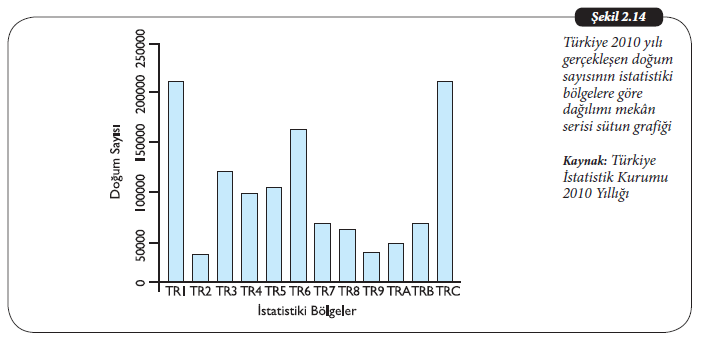 Şekil 2.14
Türkiye 2010 yılı
gerçekleşen doğum
sayısının istatistiki
bölgelere göre
dağılımı mekân
serisi sütun grafiği
Kaynak: Türkiye
İstatistik Kurumu
2010 Yıllığı
Doğum Sayısı
250000
200000
150000
100000
50000
0
TR1 TR2 TR3 TR4 TR5 TR6 TR7 TR8 TR9 TRA TRB TRC
İstatistiki Bölgeler